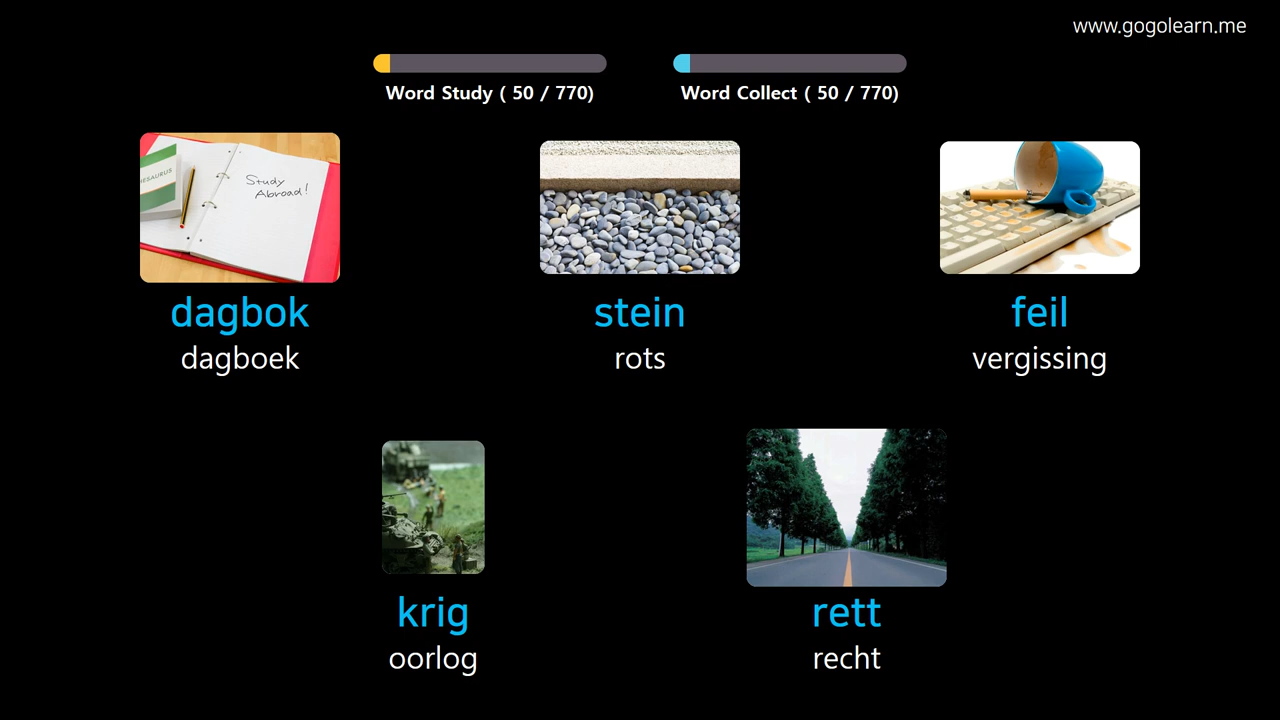 www.gogolearn.me
Word Study ( 50 / 770)
Word Collect ( 50 / 770)
ESAURUS
Study
Abroad!
dagbok
dagboek
stein
rots
feil
vergissing
krig
oorlog
rett
recht